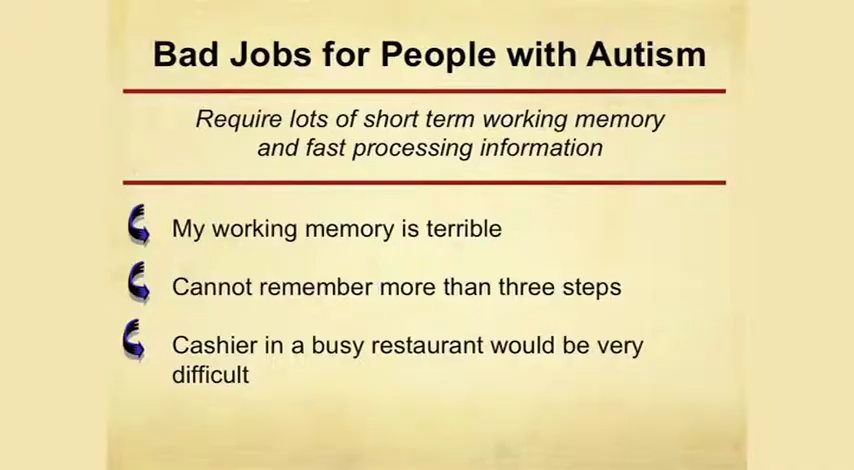 Bad Jobs for People with Autism
Require lots of short term working memory
and fast processing information
My working memory is terrible
Cannot remember more than three steps
Cashier in a busy restaurant would be very
difficult